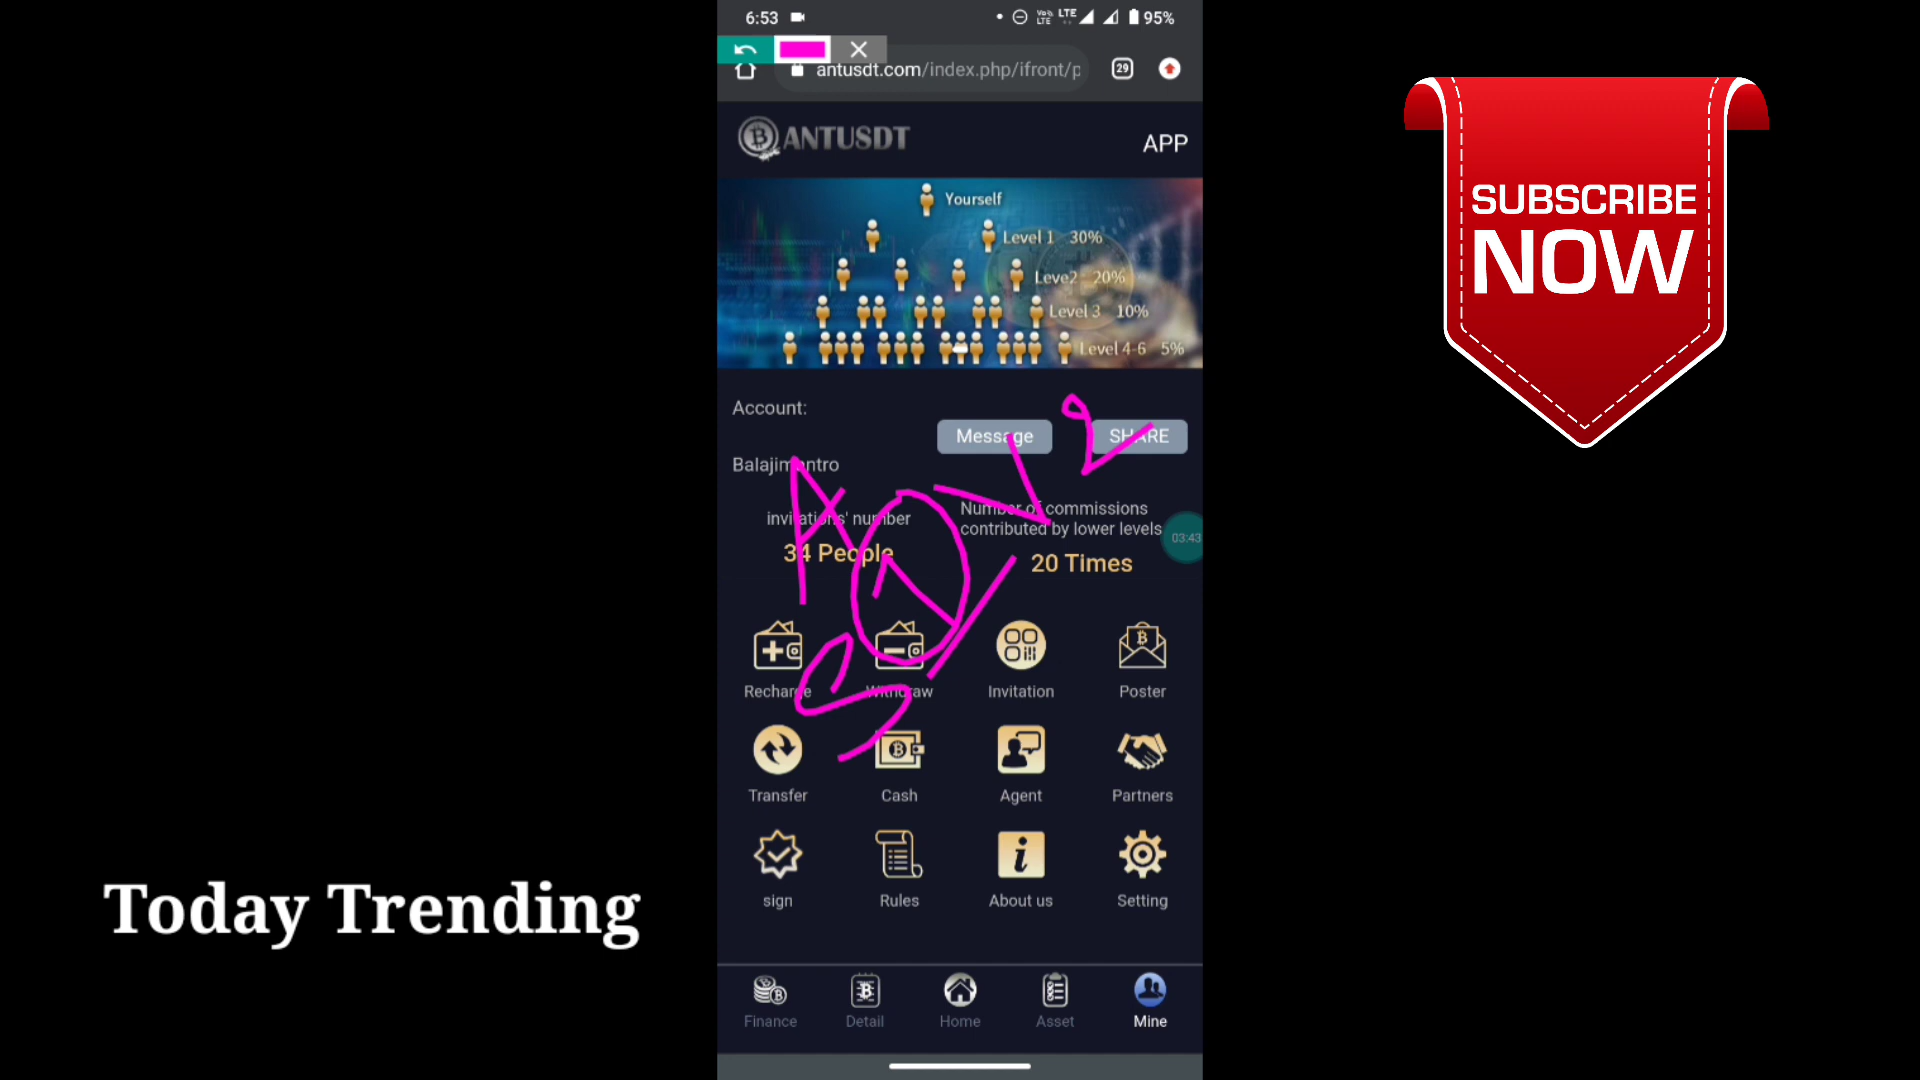 6:53
VoLTE LTE 95%
antusdt.com/index.php/ifront/p
29
ANTUSDT
APP
Yourself
Level 1 30%
Leve2 20%
Level 3 10%
Level 4-6 5%
Account:
Message
SHARE
Balajimantro
invitations' number
34 People
Number of commissions
contributed by lower levels
20 Times
03:43
Recharge Withdraw Invitation Poster
Transfer Cash Agent Partners
sign Rules About us Setting
Finance Detail Home Asset Mine
SUBSCRIBE
NOW
Today Trending